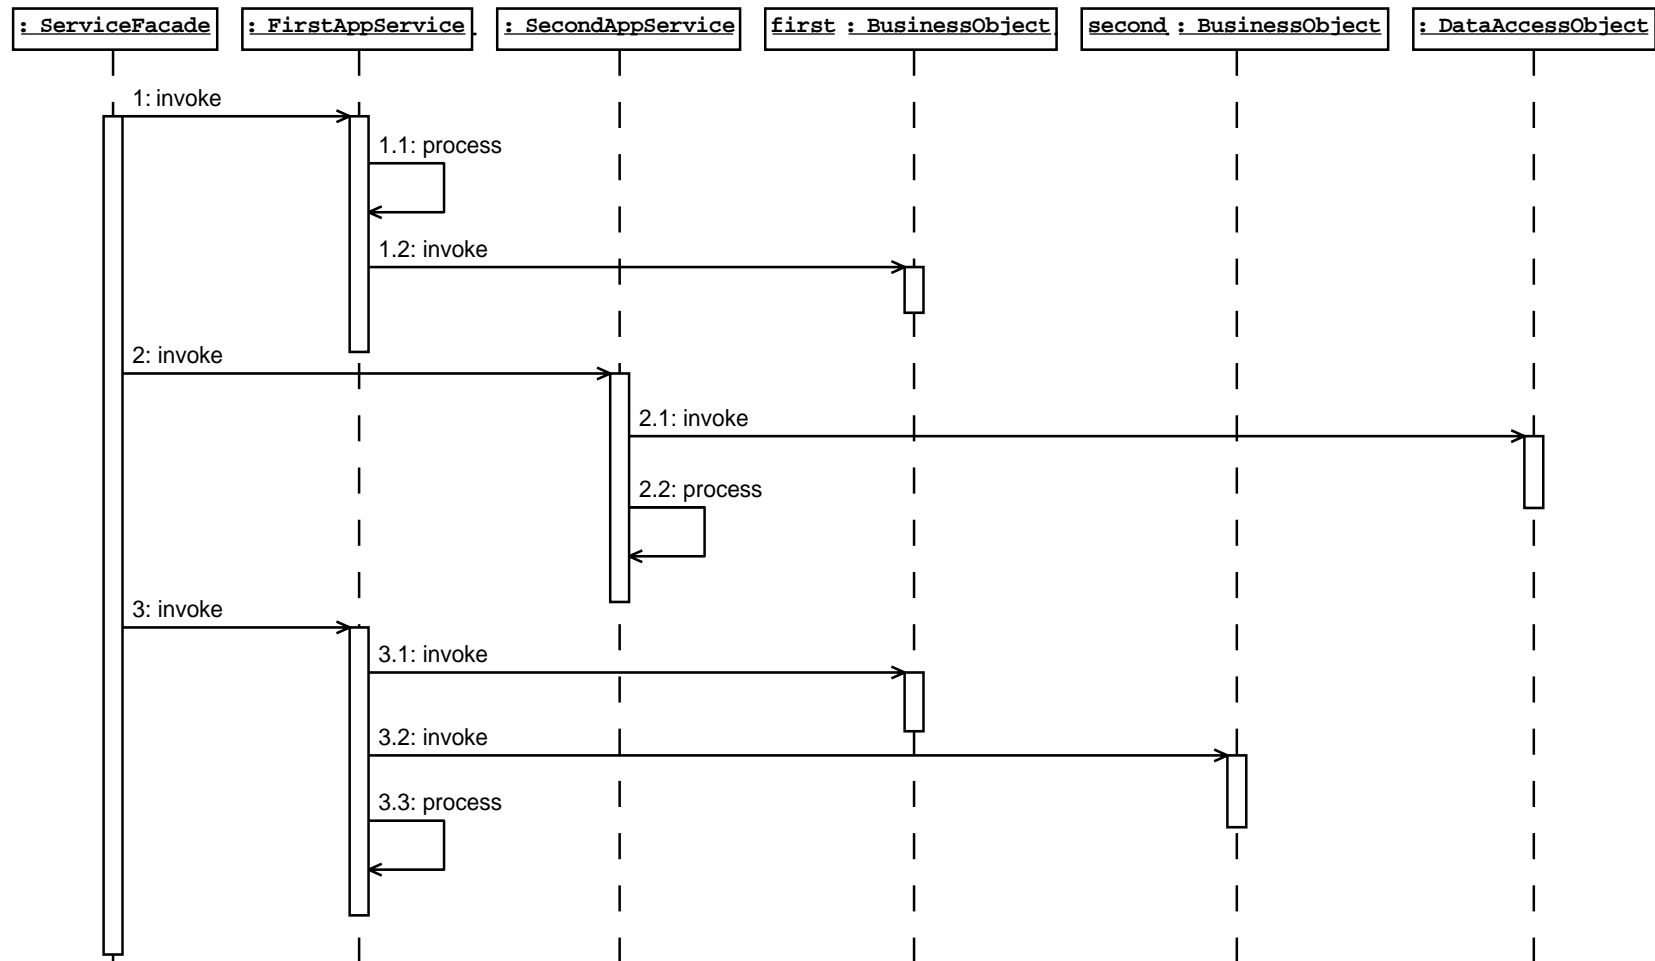 : ServiceFacade
: FirstAppService
: SecondAppService
first : BusinessObject
second : BusinessObject
: DataAccessObject
1: invoke
1.1: process
1.2: invoke
2: invoke
2.1: invoke
2.2: process
3: invoke
3.1: invoke
3.2: invoke
3.3: process